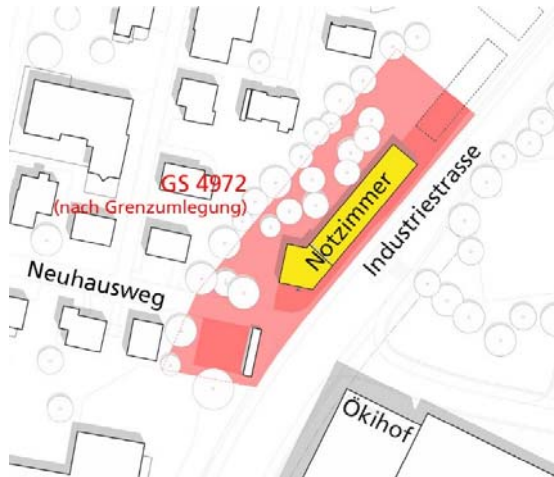 GS 4972
(nach Grenzumlegung)
Notzimmer
Industriestrasse
Neuhausweg
Ökihof